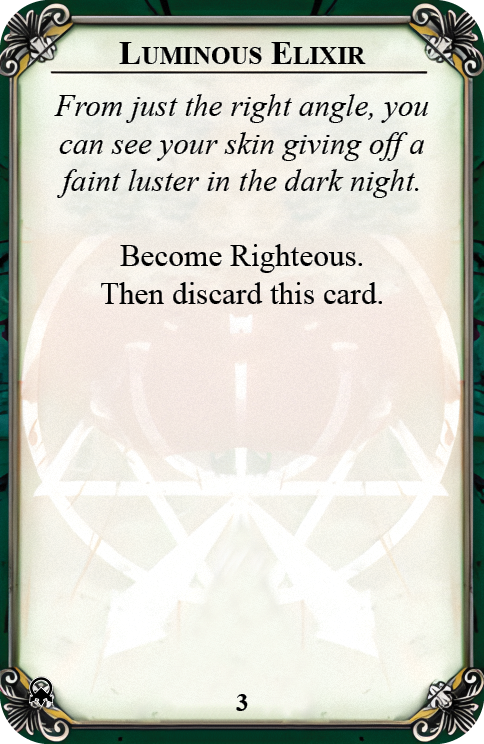 Luminous Elixir
From just the right angle, you
can see your skin giving off a
faint luster in the dark night.
Become Righteous.
Then discard this card.
3